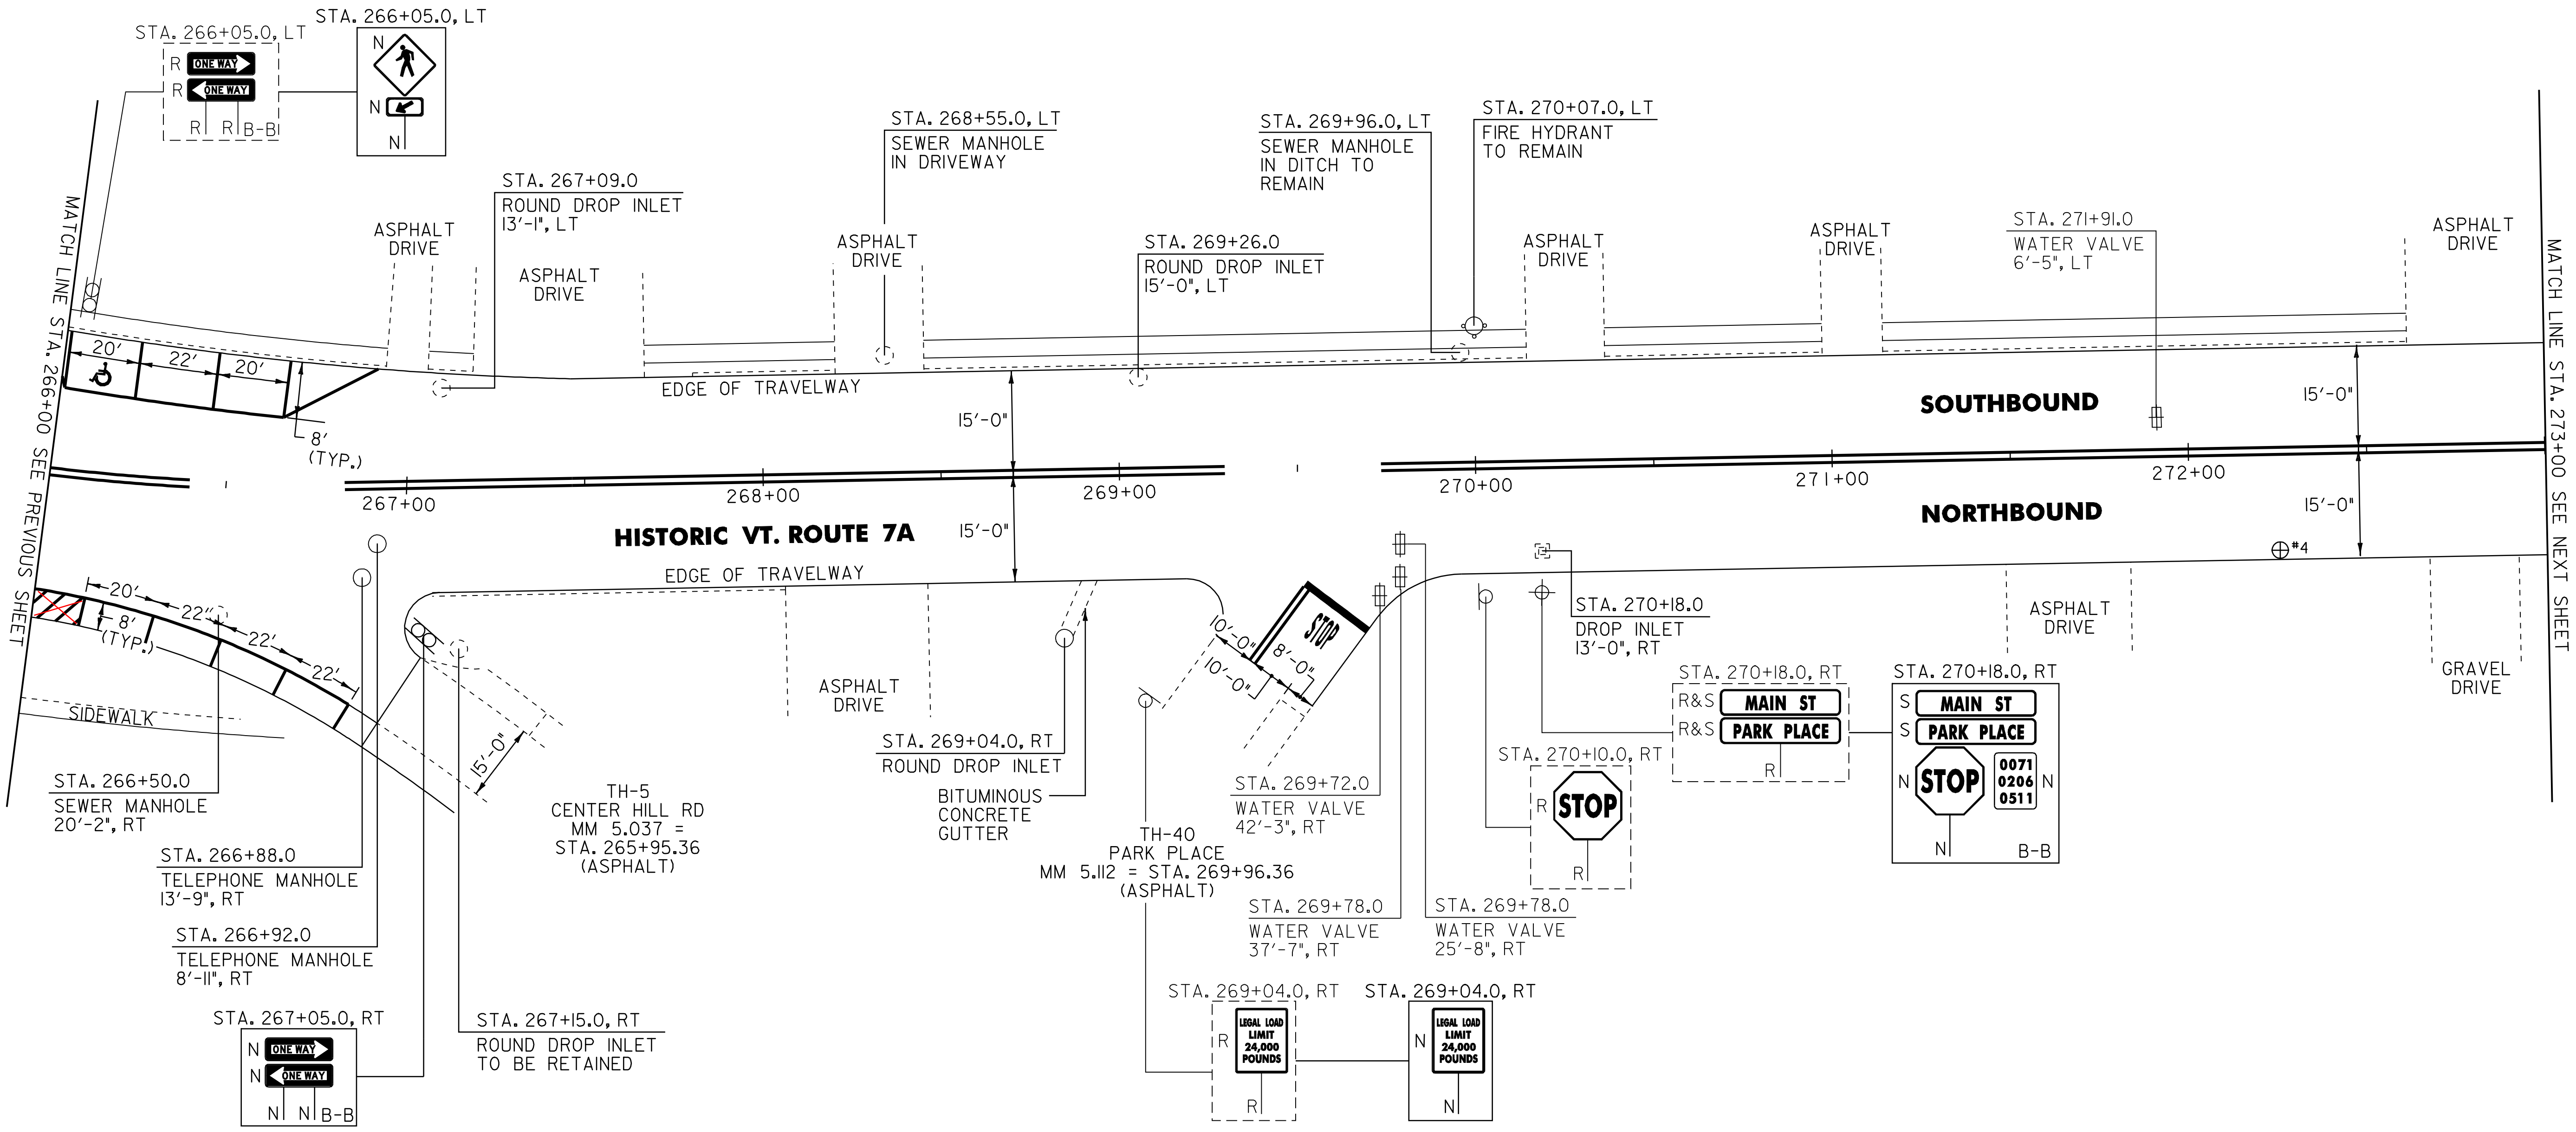 STA. 266+05.0, LT
STA. 266+05.0, LT
R ONE WAY
R ONE WAY
R R B-B
N
N
N
STA. 267+09.0
ROUND DROP INLET
13'-1", LT
STA. 268+55.0, LT
SEWER MANHOLE
IN DRIVEWAY
STA. 269+96.0, LT
SEWER MANHOLE
IN DITCH TO
REMAIN
STA. 270+07.0, LT
FIRE HYDRANT
TO REMAIN
STA. 269+26.0
ROUND DROP INLET
15'-0", LT
STA. 271+91.0
WATER VALVE
6'-5", LT
ASPHALT
DRIVE
ASPHALT
DRIVE
ASPHALT
DRIVE
ASPHALT
DRIVE
ASPHALT
DRIVE
ASPHALT
DRIVE
MATCH LINE STA. 266+00 SEE PREVIOUS SHEET
MATCH LINE STA. 273+00 SEE NEXT SHEET
20'
22'
20'
8'
(TYP.)
EDGE OF TRAVELWAY
15'-0"
15'-0"
SOUTHBOUND
15'-0"
15'-0"
267+00
268+00
269+00
270+00
271+00
272+00
HISTORIC VT. ROUTE 7A
NORTHBOUND
EDGE OF TRAVELWAY
#4
20'
22'
22'
22'
8'
(TYP.)
SIDEWALK
15'-0"
STOP
10'-0"
10'-0"
8'-0"
STA. 270+18.0
DROP INLET
13'-0", RT
ASPHALT
DRIVE
ASPHALT
DRIVE
GRAVEL
DRIVE
STA. 266+50.0
SEWER MANHOLE
20'-2", RT
STA. 266+88.0
TELEPHONE MANHOLE
13'-9", RT
STA. 266+92.0
TELEPHONE MANHOLE
8'-11", RT
STA. 267+05.0, RT
N ONE WAY
N ONE WAY
N N B-B
STA. 267+15.0, RT
ROUND DROP INLET
TO BE RETAINED
TH-5
CENTER HILL RD
MM 5.037 =
STA. 265+95.36
(ASPHALT)
STA. 269+04.0, RT
ROUND DROP INLET
BITUMINOUS
CONCRETE
GUTTER
TH-40
PARK PLACE
MM 5.112 = STA. 269+96.36
(ASPHALT)
STA. 269+72.0
WATER VALVE
42'-3", RT
STA. 269+78.0
WATER VALVE
37'-7", RT
STA. 269+78.0
WATER VALVE
25'-8", RT
STA. 270+10.0, RT
R STOP
R
STA. 270+18.0, RT
R&S MAIN ST
R&S PARK PLACE
R
STA. 270+18.0, RT
S MAIN ST
S PARK PLACE
N STOP
0071
0206
0511
N
N
B-B
STA. 269+04.0, RT
R
LEGAL LOAD
LIMIT
24,000
POUNDS
R
STA. 269+04.0, RT
N
LEGAL LOAD
LIMIT
24,000
POUNDS
N